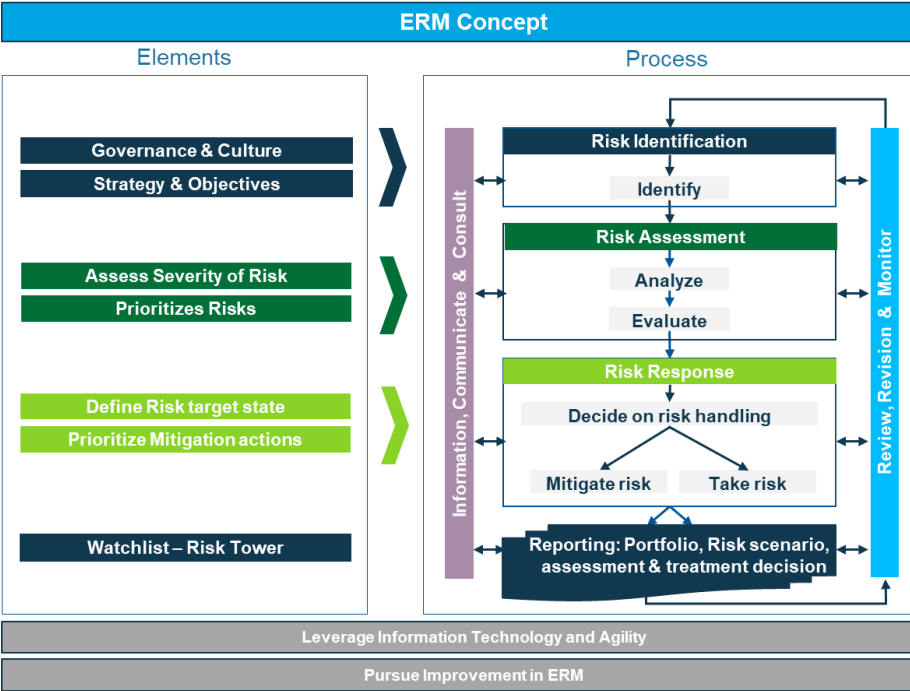 ERM Concept
Elements
Process
Governance & Culture
Strategy & Objectives
Assess Severity of Risk
Prioritizes Risks
Define Risk target state
Prioritize Mitigation actions
Watchlist – Risk Tower
Information, Communicate & Consult
Risk Identification
Identify
Risk Assessment
Analyze
Evaluate
Risk Response
Decide on risk handling
Mitigate risk
Take risk
Reporting: Portfolio, Risk scenario,
assessment & treatment decision
Review, Revision & Monitor
Leverage Information Technology and Agility
Pursue Improvement in ERM